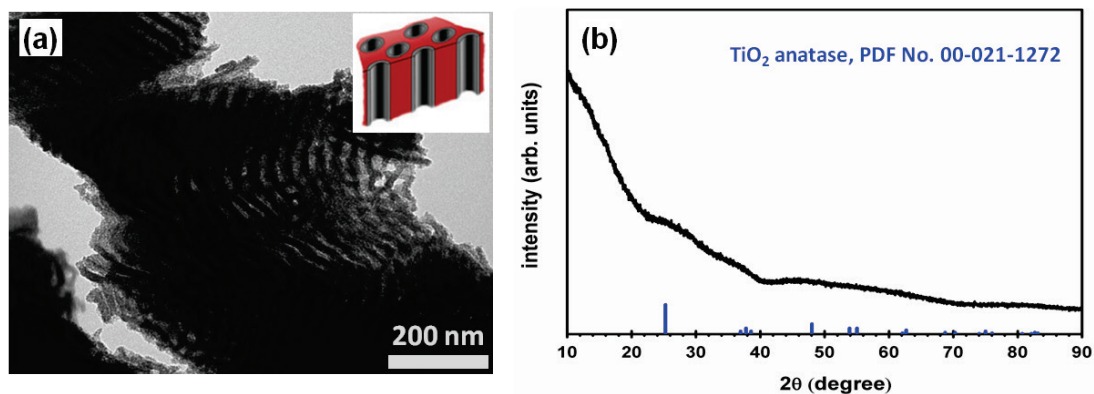 (a)
200 nm
(b)
TiO₂ anatase, PDF No. 00-021-1272
intensity (arb. units)
10 20 30 40 50 60 70 80 90
2θ (degree)